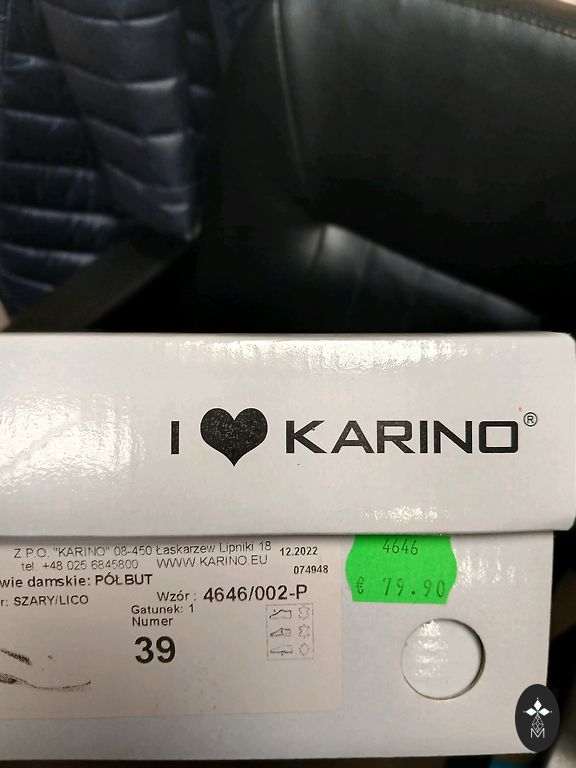 I ♥ KARINO®
Z P.O. "KARINO" 08-450 Łaskarzew Lipniki 18
12.2022
tel. +48 025 6845800 WWW.KARINO.EU
074948
wie damskie: PÓŁBUT
r: SZARY/LICO
Wzór : 4646/002-P
Gatunek: 1
Numer
39
4646
€ 79.90
M